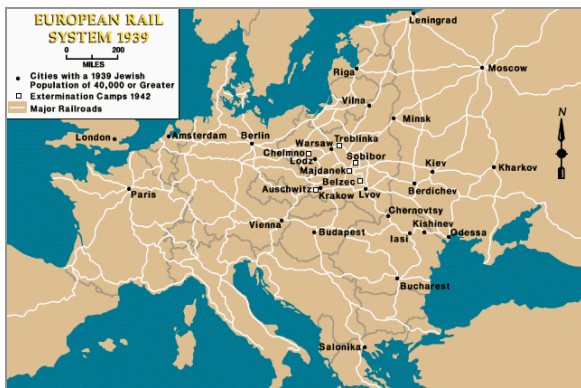 EUROPEAN RAIL
SYSTEM 1939
0 200
MILES
Cities with a 1939 Jewish
Population of 40,000 or Greater
Extermination Camps 1942
Major Railroads
Leningrad
Moscow
Riga
Vilna
Minsk
London
Amsterdam
Berlin
Warsaw
Treblinka
Chelmno
Lodz
Sobibor
Majdanek
Belzec
Kiev
Kharkov
Paris
Auschwitz
Krakow
Lvov
Berdichev
Chernovtsy
Vienna
Budapest
Iasi
Kishinev
Odessa
Bucharest
Salonika
N